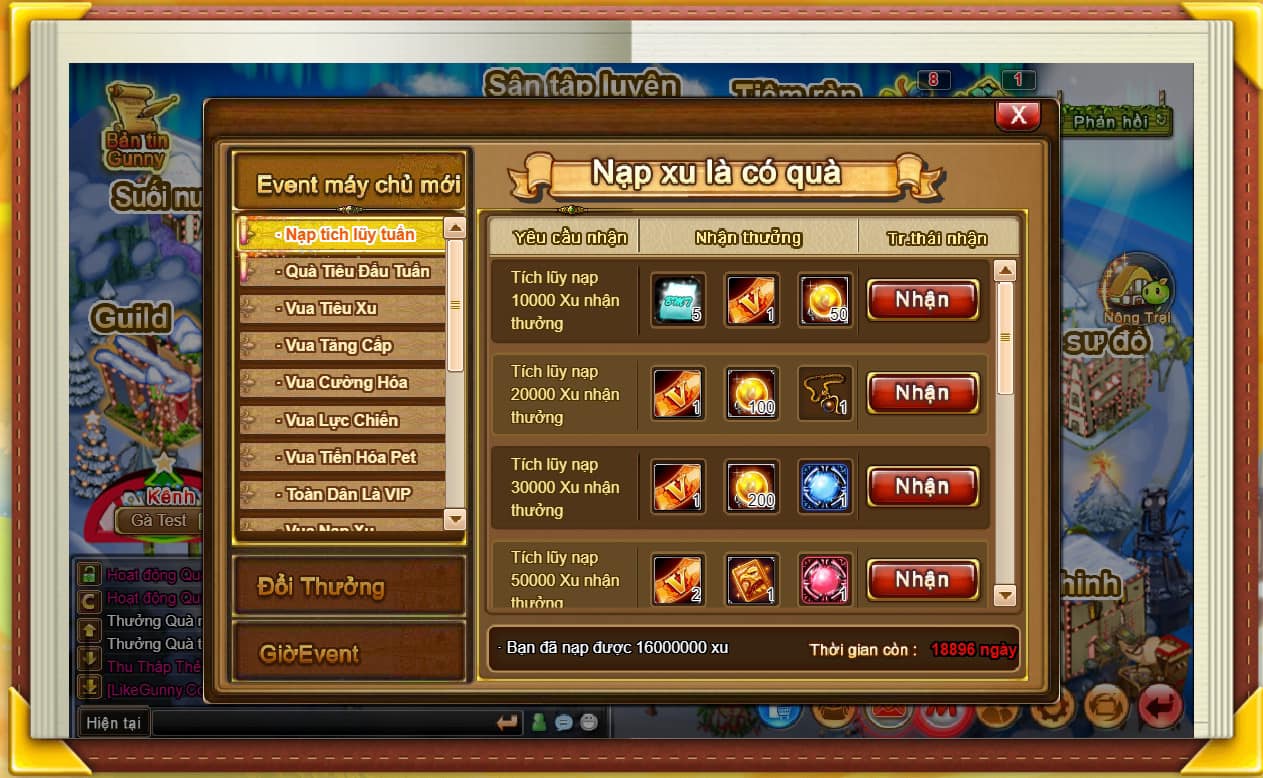 Sân tập luyện
Tiệm rèn
8
1
Bản tin
Gunny
Phản hồi
X
Suối nư
Event máy chủ mới
Nạp xu là có quà
- Nạp tích lũy tuần
- Quà Tiêu Đấu Tuần
- Vua Tiêu Xu
- Vua Tăng Cấp
- Vua Cường Hóa
- Vua Lực Chiến
- Vua Tiến Hóa Pet
- Toàn Dân Là VIP
- Vua Nạp Xu
Yêu cầu nhận
Nhận thưởng
Tr.thái nhận
Tích lũy nạp
10000 Xu nhận
thưởng
5
1
50
Nhận
Tích lũy nạp
20000 Xu nhận
thưởng
1
100
1
Nhận
Tích lũy nạp
30000 Xu nhận
thưởng
1
200
1
Nhận
Tích lũy nạp
50000 Xu nhận
thưởng
2
1
1
Nhận
Guild
Nông Trại
sư đồ
Kênh
Gà Test
Đổi Thưởng
GiờEvent
· Bạn đã nạp được 16000000 xu
Thời gian còn : 18896 ngày
hình
Hoạt động Qu
Hoạt động Qu
Thưởng Quà
Thưởng Quà t
Thu Thập Thẻ
[LikeGunny.Co
Hiện tại